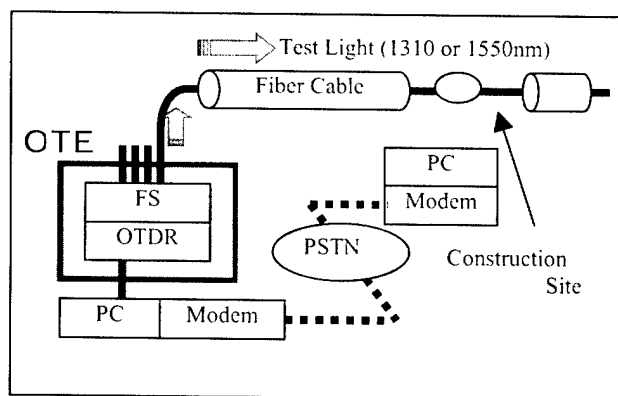 Test Light (1310 or 1550nm)
Fiber Cable
OTE
FS
OTDR
PC
Modem
PC
Modem
PSTN
Construction
Site